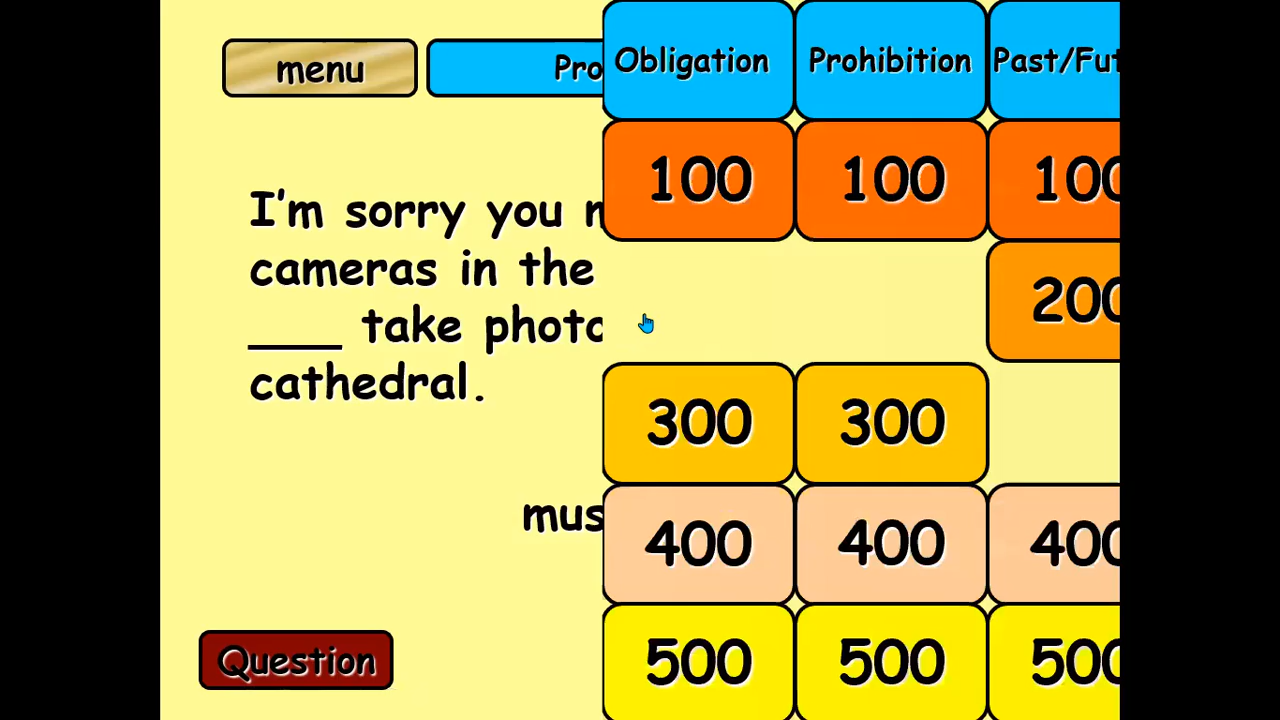 menu
Pro
I'm sorry you
cameras in the
___ take photo
cathedral.
mus
Question
Obligation Prohibition Past/Fut
100 100 100
200
300 300
400 400 400
500 500 500